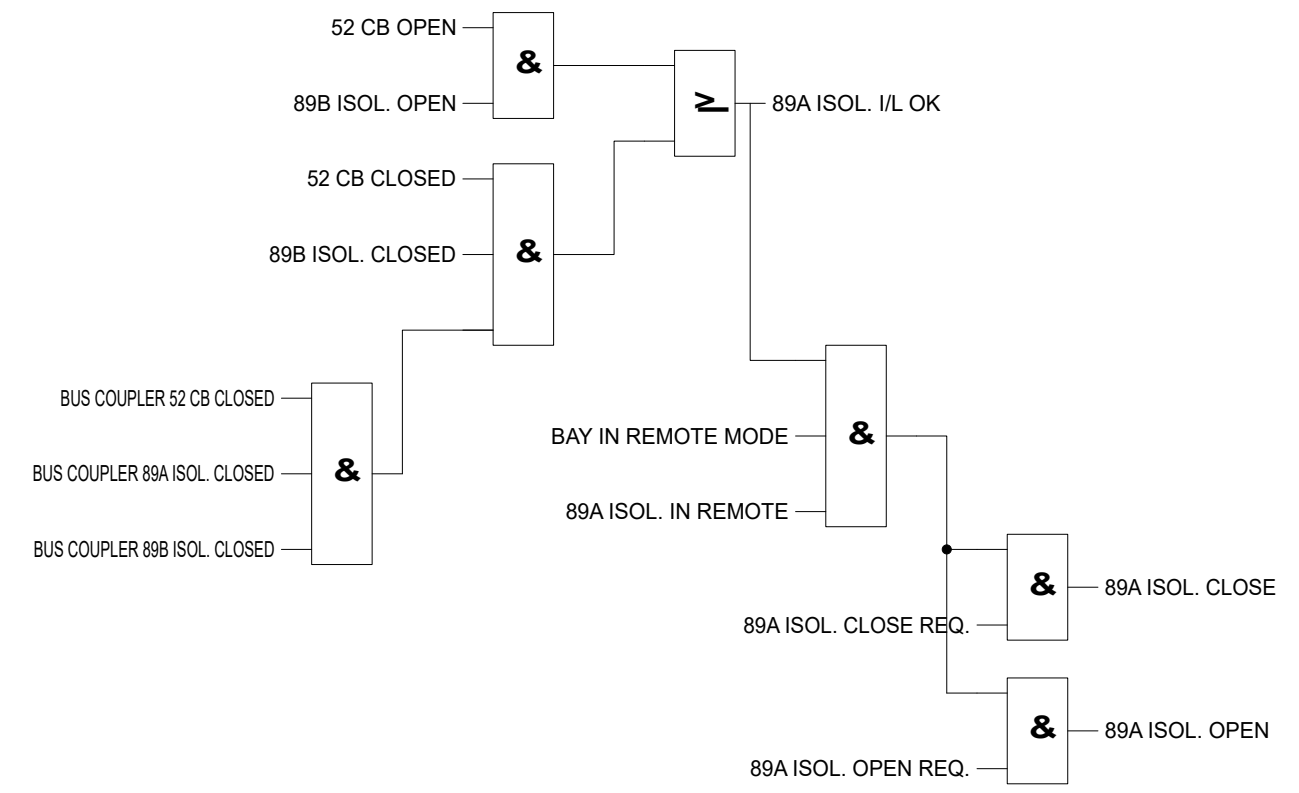 52 CB OPEN
&
89B ISOL. OPEN
≥
89A ISOL. I/L OK
52 CB CLOSED
89B ISOL. CLOSED
&
BUS COUPLER 52 CB CLOSED
BUS COUPLER 89A ISOL. CLOSED
&
BUS COUPLER 89B ISOL. CLOSED
BAY IN REMOTE MODE
&
89A ISOL. IN REMOTE
&
89A ISOL. CLOSE
89A ISOL. CLOSE REQ.
&
89A ISOL. OPEN
89A ISOL. OPEN REQ.